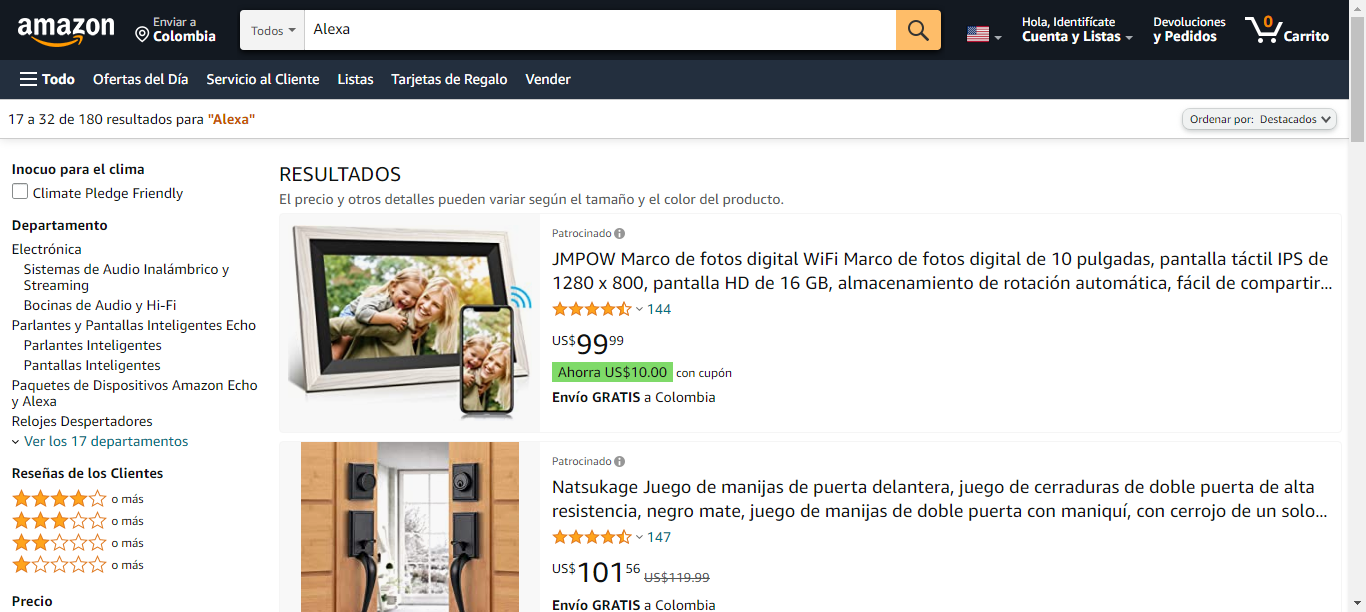 amazon
Enviar a
Colombia
Todos
Alexa
Hola, Identifícate
Cuenta y Listas
Devoluciones
y Pedidos
0
Carrito
Todo
Ofertas del Día
Servicio al Cliente
Listas
Tarjetas de Regalo
Vender
17 a 32 de 180 resultados para "Alexa"
Ordenar por: Destacados
Inocuo para el clima
Climate Pledge Friendly
Departamento
Electrónica
Sistemas de Audio Inalámbrico y
Streaming
Bocinas de Audio y Hi-Fi
Parlantes y Pantallas Inteligentes Echo
Parlantes Inteligentes
Pantallas Inteligentes
Paquetes de Dispositivos Amazon Echo
y Alexa
Relojes Despertadores
Ver los 17 departamentos
Reseñas de los Clientes
o más
o más
o más
o más
Precio
RESULTADOS
El precio y otros detalles pueden variar según el tamaño y el color del producto.
Patrocinado
JMPOW Marco de fotos digital WiFi Marco de fotos digital de 10 pulgadas, pantalla táctil IPS de
1280 x 800, pantalla HD de 16 GB, almacenamiento de rotación automática, fácil de compartir...
144
US$9999
Ahorra US$10.00 con cupón
Envío GRATIS a Colombia
Patrocinado
Natsukage Juego de manijas de puerta delantera, juego de cerraduras de doble puerta de alta
resistencia, negro mate, juego de manijas de doble puerta con maniquí, con cerrojo de un solo...
147
US$10156 US$119.99
Envío GRATIS a Colombia